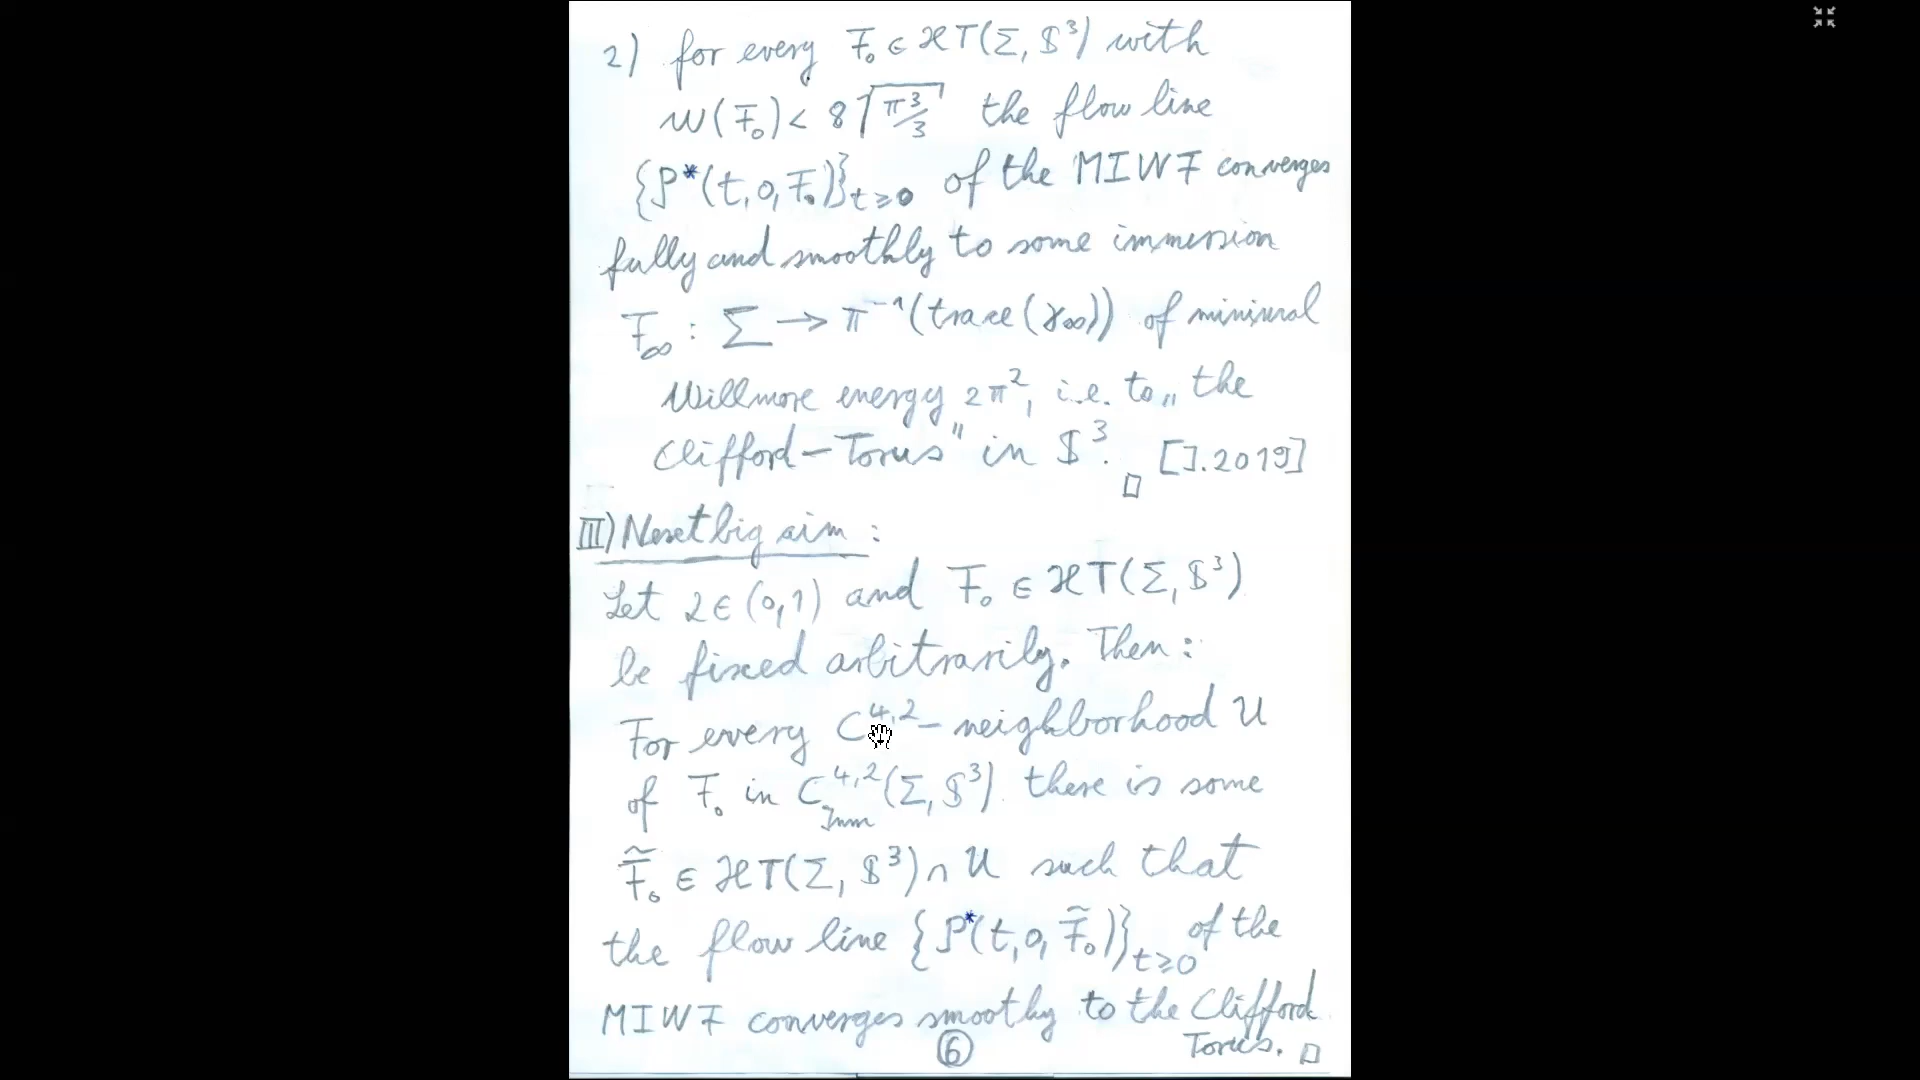 2) for every F₀ ∈ ℋT(Σ, 𝕊³) with
W(F₀) < 8 √(π³/3) the flow line
{P*(t,0,F₀)}_{t≥0} of the MIWF converges
fully and smoothly to some immersion
F_∞ : Σ → π⁻¹(trace(γ_∞)) of minimal
Willmore energy 2π², i.e. to „the
Clifford–Torus" in 𝕊³. □ [J.2019]
III) Next big aim :
Let α ∈ (0,1) and F₀ ∈ ℋT(Σ, 𝕊³)
be fixed arbitrarily. Then :
For every C^{4,α} – neighborhood U
of F₀ in C^{4,α}_{Imm}(Σ, 𝕊³) there is some
F̃₀ ∈ ℋT(Σ, 𝕊³) ∩ U such that
the flow line {P*(t,0,F̃₀)}_{t≥0} of the
MIWF converges smoothy to the Clifford
Torus. □
⑥